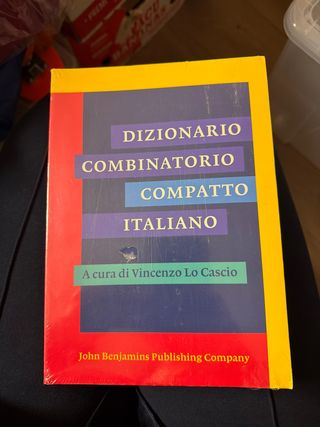 DIZIONARIO
COMBINATORIO
COMPATTO
ITALIANO
A cura di Vincenzo Lo Cascio
John Benjamins Publishing Company